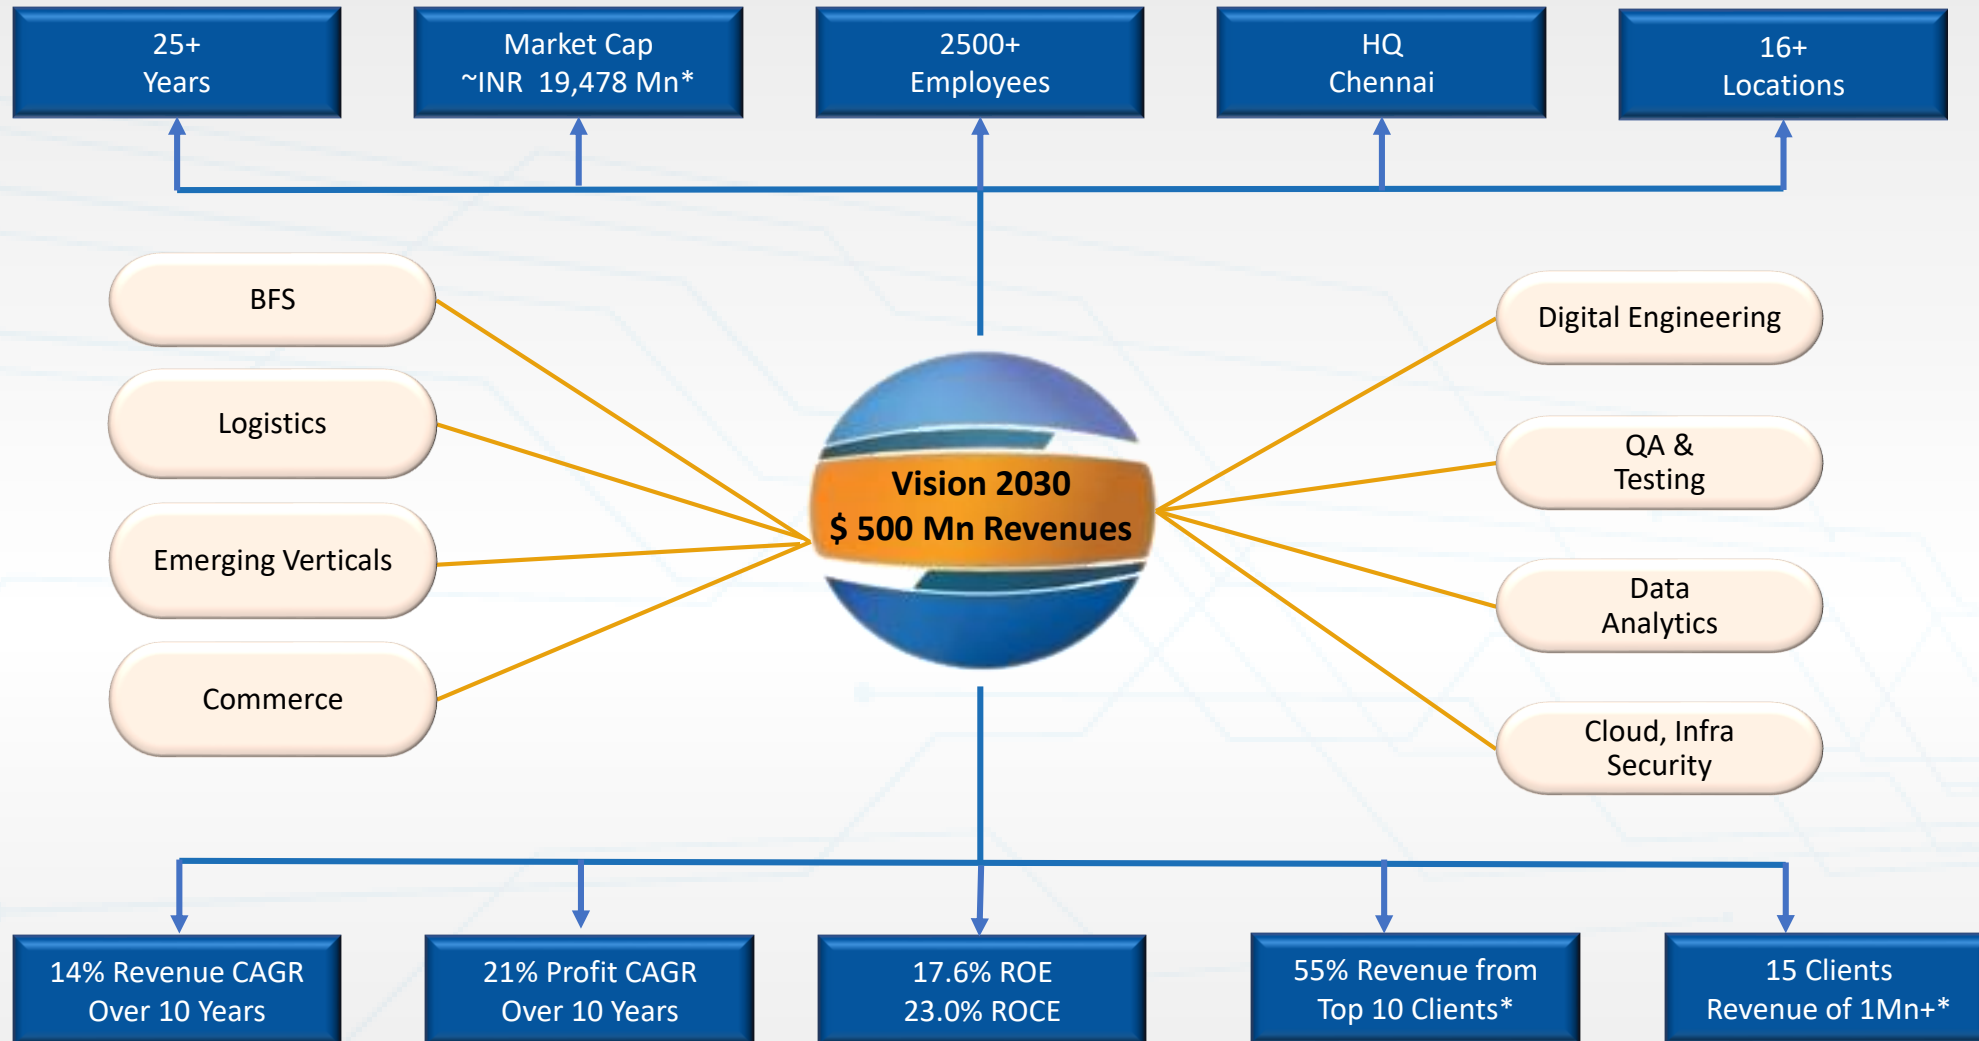 25+
Years
Market Cap
~INR 19,478 Mn*
2500+
Employees
HQ
Chennai
16+
Locations
BFS
Logistics
Emerging Verticals
Commerce
Vision 2030
$ 500 Mn Revenues
Digital Engineering
QA &
Testing
Data
Analytics
Cloud, Infra
Security
14% Revenue CAGR
Over 10 Years
21% Profit CAGR
Over 10 Years
17.6% ROE
23.0% ROCE
55% Revenue from
Top 10 Clients*
15 Clients
Revenue of 1Mn+*